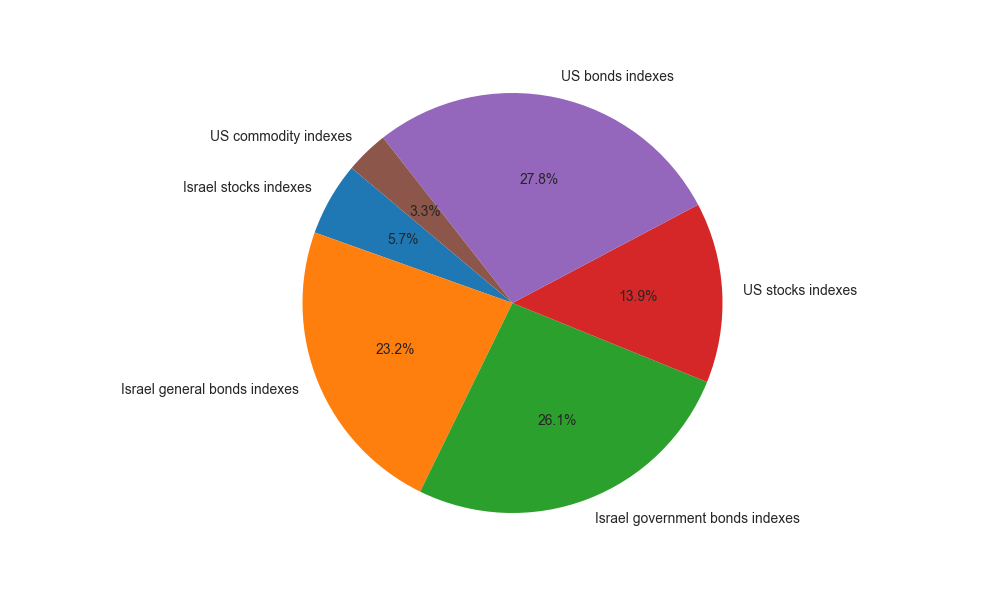 US bonds indexes
US commodity indexes
Israel stocks indexes
27.8%
3.3%
5.7%
US stocks indexes
13.9%
23.2%
Israel general bonds indexes
26.1%
Israel government bonds indexes